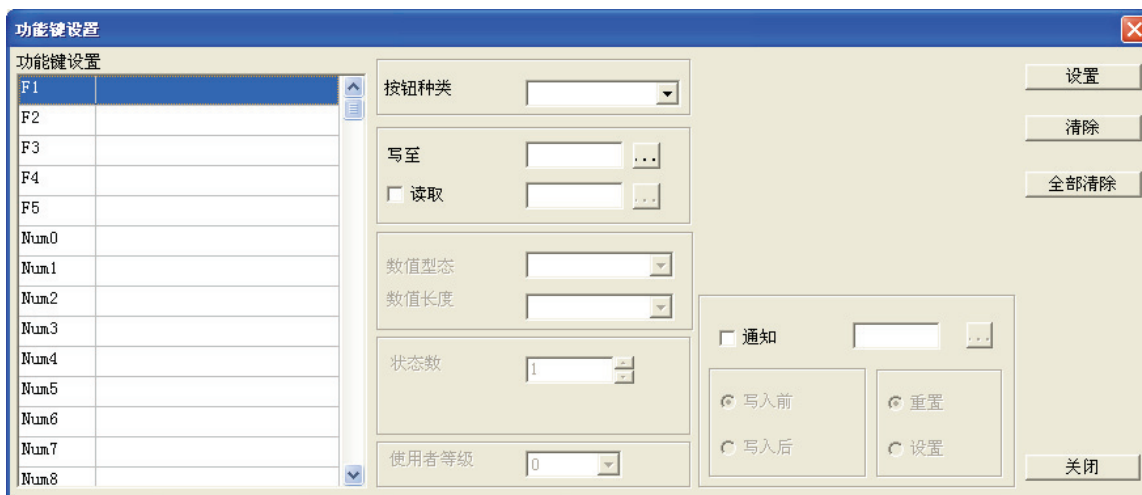 功能键设置
功能键设置
F1
F2
F3
F4
F5
Num0
Num1
Num2
Num3
Num4
Num5
Num6
Num7
Num8
按钮种类
写至 ...
读取 ...
数值型态
数值长度
状态数 1
使用者等级 0
通知 ...
写入前 重置
写入后 设置
设置
清除
全部清除
关闭